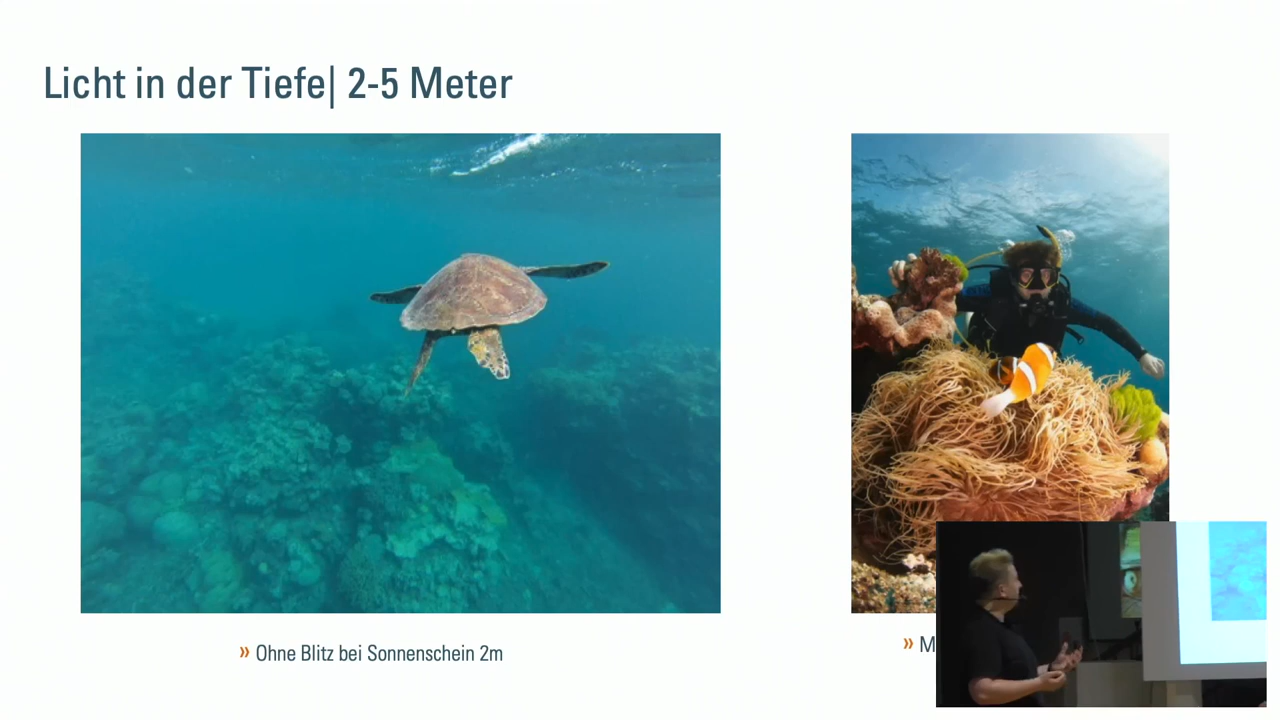 Licht in der Tiefe| 2-5 Meter
» Ohne Blitz bei Sonnenschein 2m
»